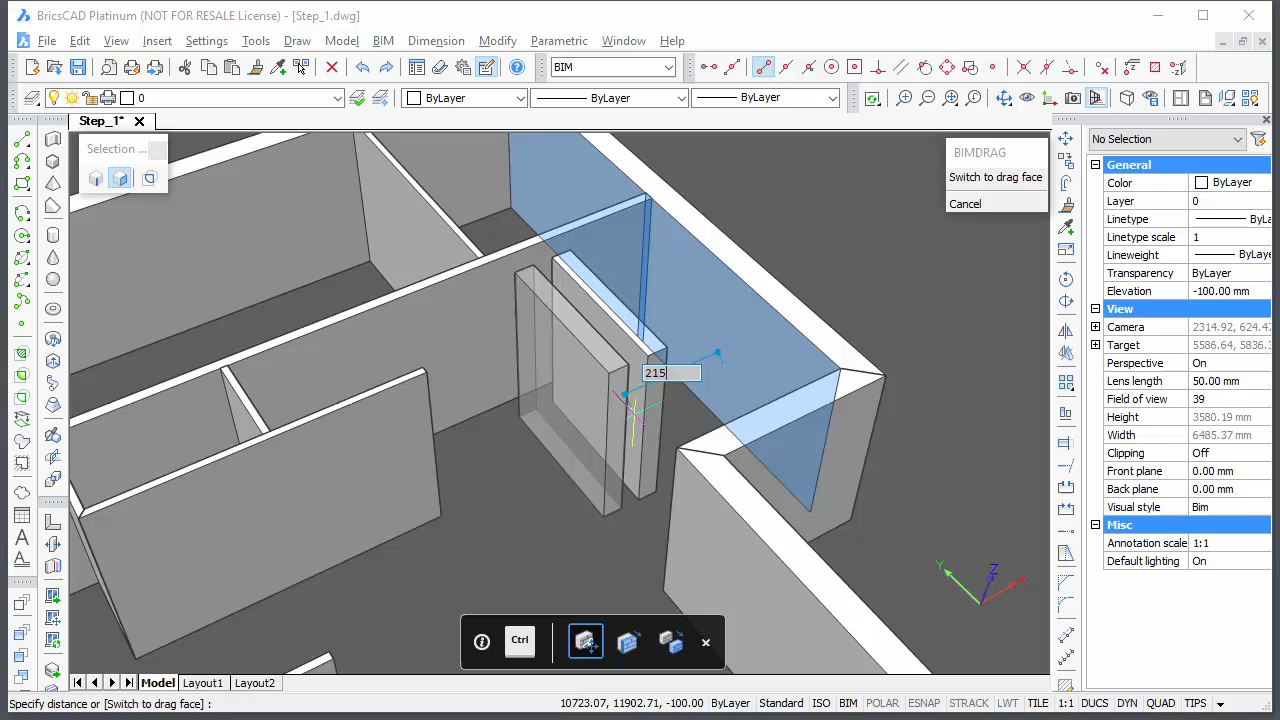 BricsCAD Platinum (NOT FOR RESALE License) - [Step_1.dwg]
File Edit View Insert Settings Tools Draw Model BIM Dimension Modify Parametric Window Help
BIM
0 ByLayer ByLayer ByLayer
Step_1*
Selection ...
BIMDRAG
Switch to drag face
Cancel
215
No Selection
General
Color ByLayer
Layer 0
Linetype ByLa
Linetype scale 1
Lineweight ByLaye
Transparency ByLayer
Elevation -100.00 mm
View
Camera 2314.92, 624.47
Target 5586.64, 5836.3
Perspective On
Lens length 50.00 mm
Field of view 39
Height 3580.19 mm
Width 6485.37 mm
Clipping Off
Front plane 0.00 mm
Back plane 0.00 mm
Visual style Bim
Misc
Annotation scale 1:1
Default lighting On
Y Z X
Ctrl
Model Layout1 Layout2
Specify distance or [Switch to drag face] : 10723.07, 11902.71, -100.00 ByLayer Standard ISO BIM POLAR ESNAP STRACK LWT TILE 1:1 DUCS DYN QUAD TIPS